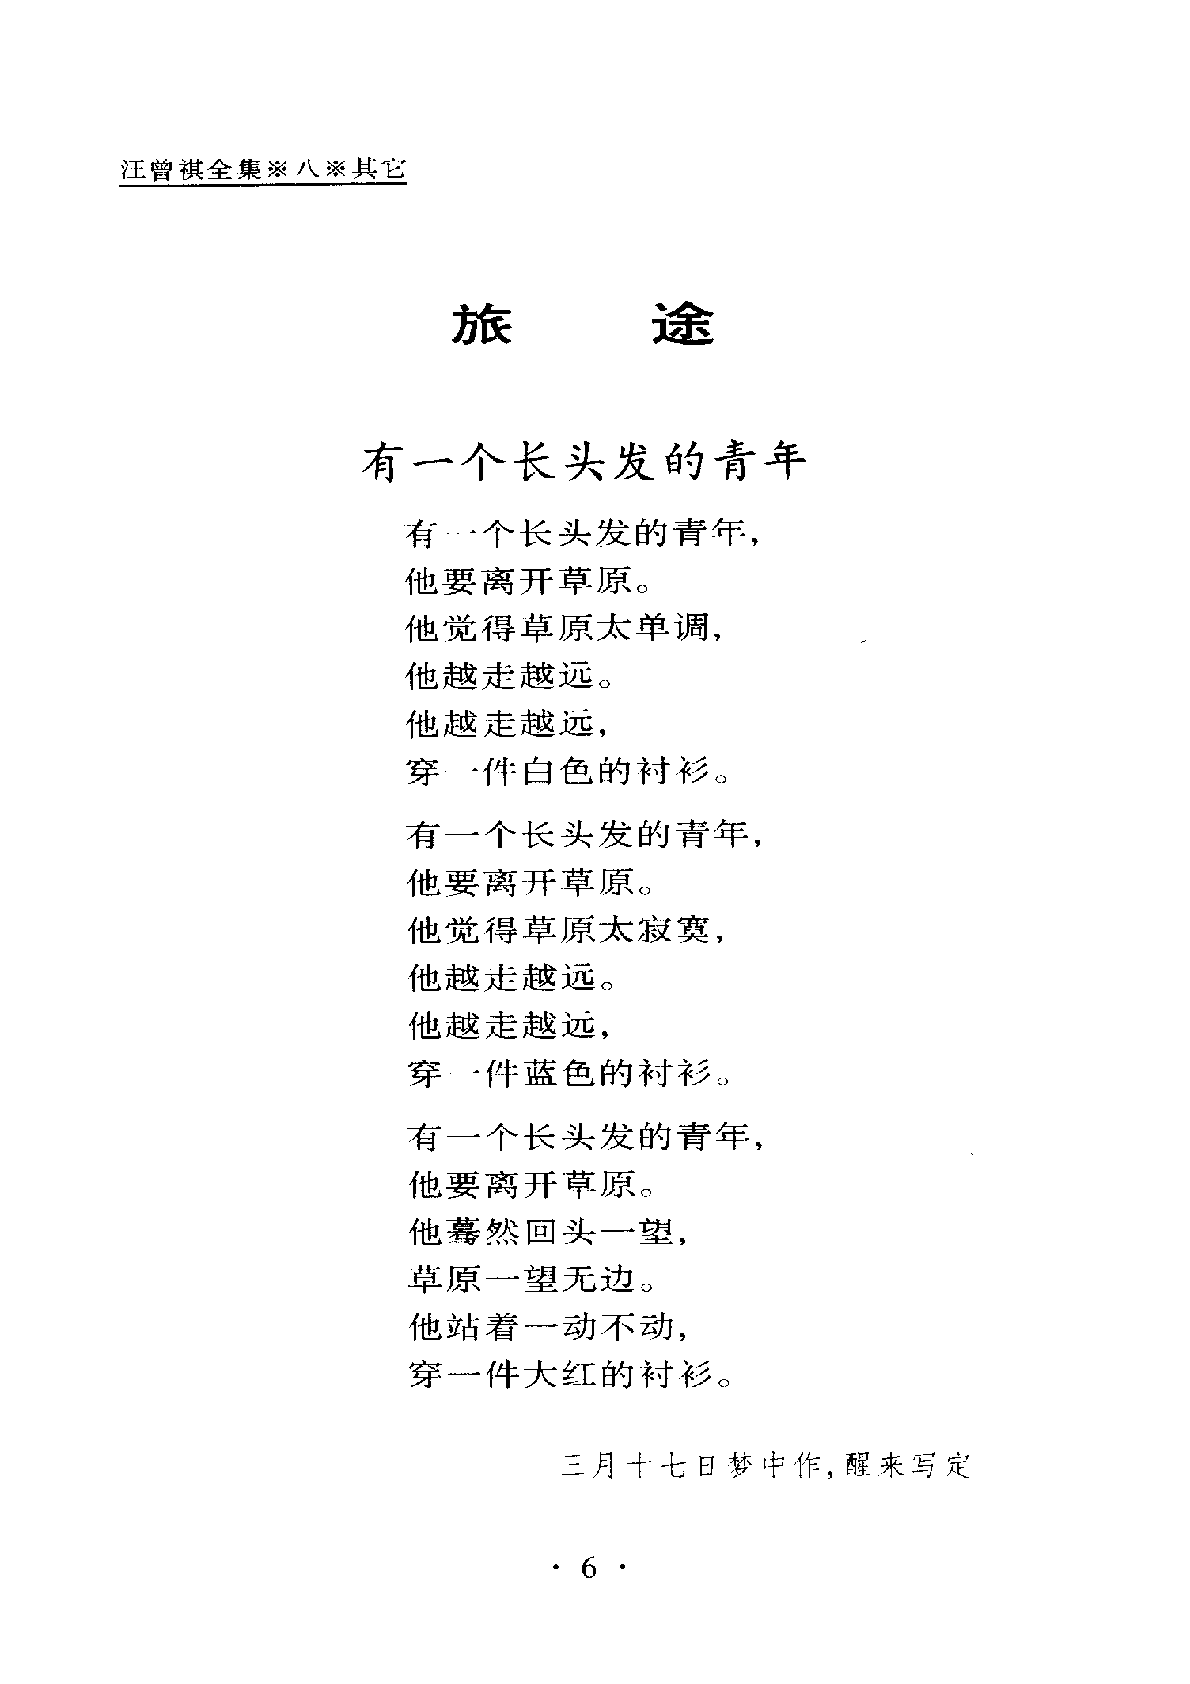 汪曾祺全集※八※其它
旅 途
有一个长头发的青年
有一个长头发的青年，
他要离开草原。
他觉得草原太单调，
他越走越远。
他越走越远，
穿一件白色的衬衫。
有一个长头发的青年，
他要离开草原。
他觉得草原太寂寞，
他越走越远。
他越走越远，
穿一件蓝色的衬衫。
有一个长头发的青年，
他要离开草原。
他蓦然回头一望，
草原一望无边。
他站着一动不动，
穿一件大红的衬衫。
三月十七日梦中作，醒来写定
· 6 ·